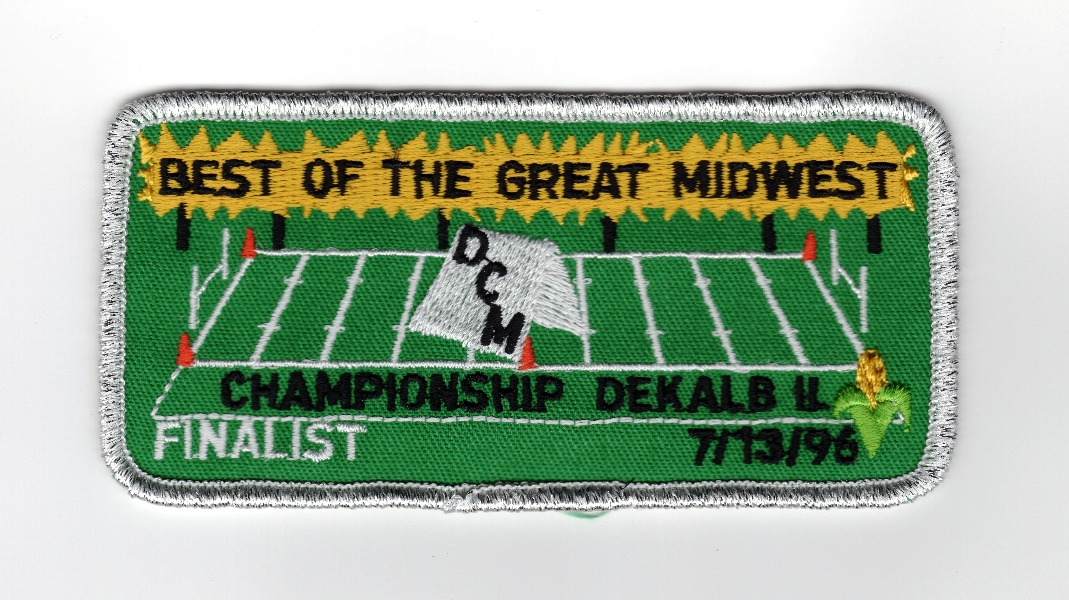 BEST OF THE GREAT MIDWEST
DCM
CHAMPIONSHIP DEKALB IL
FINALIST
7/13/96